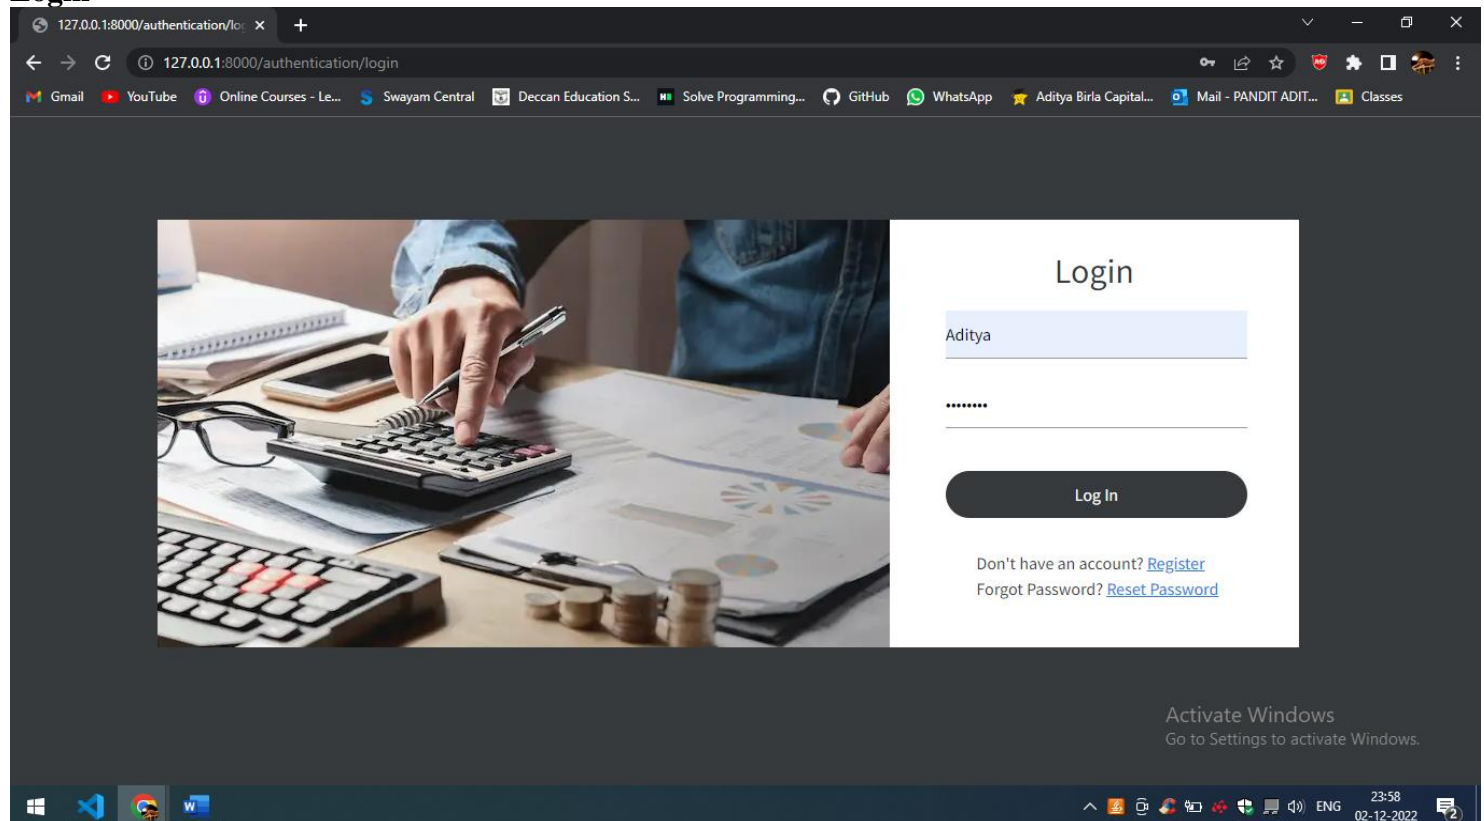 Login
127.0.0.1:8000/authentication/log
127.0.0.1:8000/authentication/login
Gmail YouTube Online Courses - Le... Swayam Central Deccan Education S... Solve Programming... GitHub WhatsApp Aditya Birla Capital... Mail - PANDIT ADIT... Classes
Login
Aditya
••••••••
Log In
Don't have an account? Register
Forgot Password? Reset Password
Activate Windows
Go to Settings to activate Windows.
ENG 23:58
02-12-2022
2